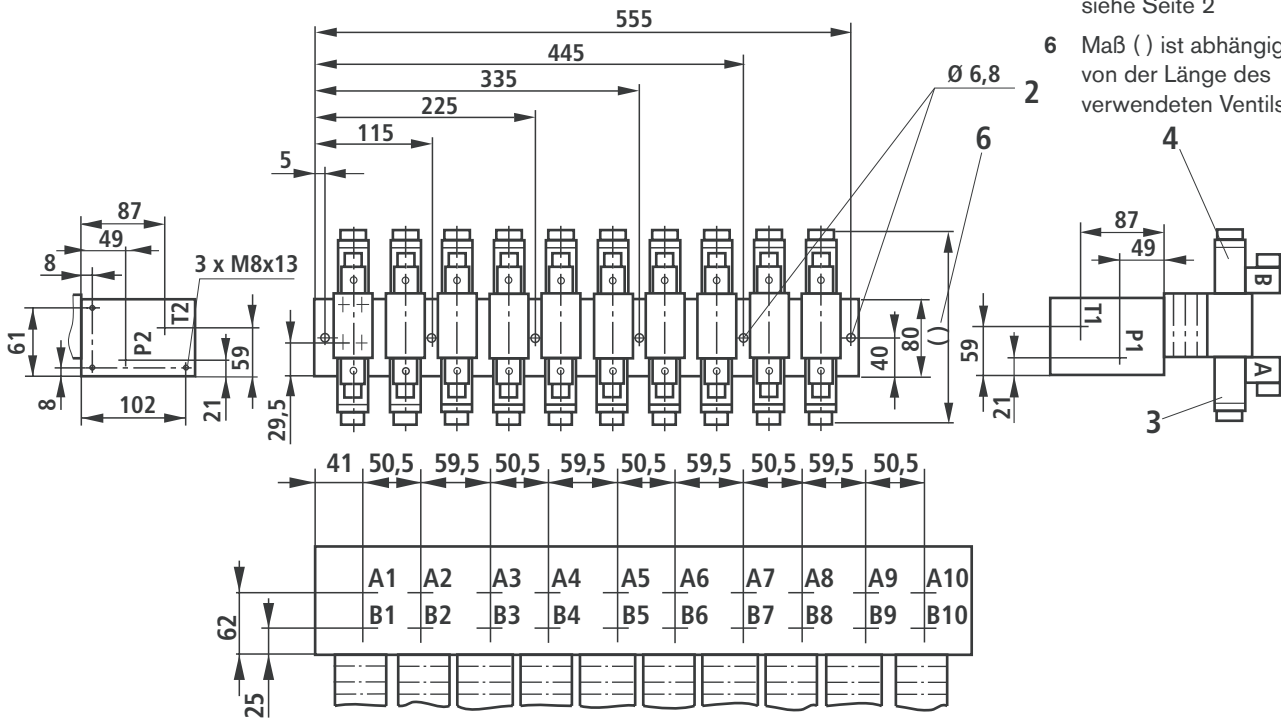 siehe Seite 2
6 Maß ( ) ist abhängig
von der Länge des
verwendeten Ventils
555
445
335
225
115
5
Ø 6,8
2
6
4
87
49
8
3 x M8x13
61
8
T2
P2
59
21
102
29,5
40
80
( )
87
49
T1
P1
59
21
B
A
3
41 50,5 59,5 50,5 59,5 50,5 59,5 50,5 59,5 50,5
A1 A2 A3 A4 A5 A6 A7 A8 A9 A10
B1 B2 B3 B4 B5 B6 B7 B8 B9 B10
62
25